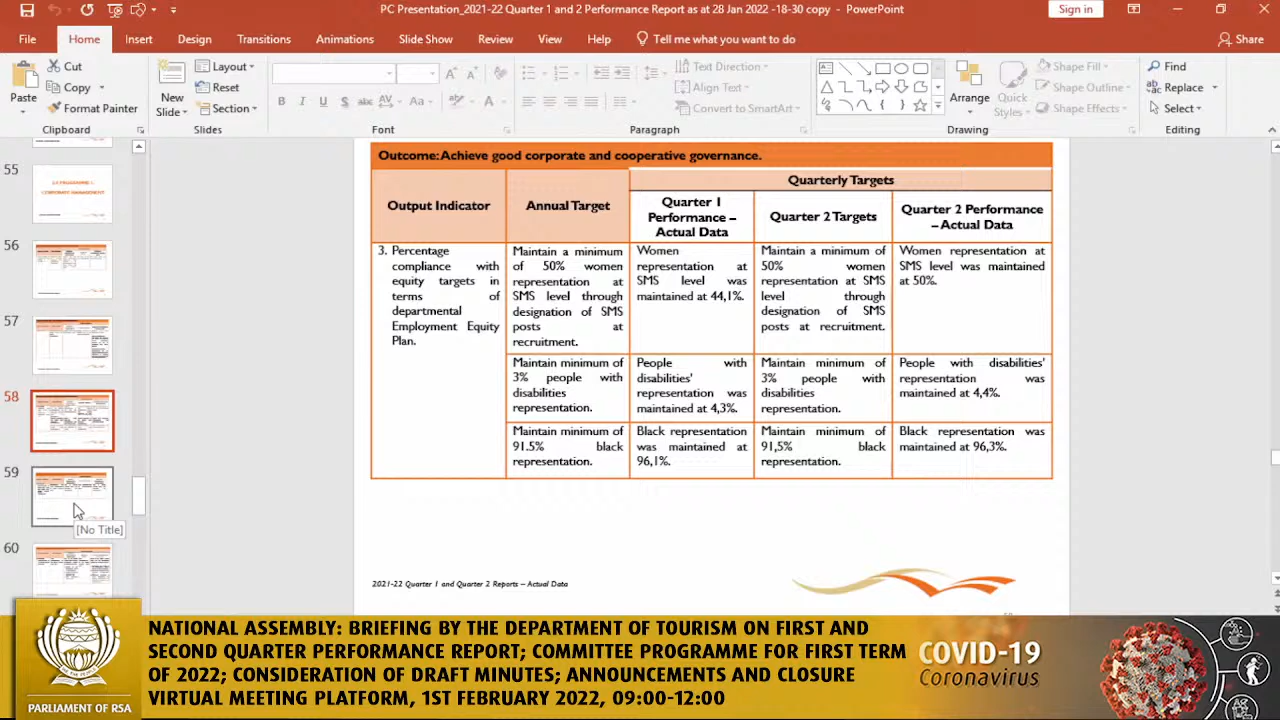 PC Presentation_2021-22 Quarter 1 and 2 Performance Report as at 28 Jan 2022 -18-30 copy - PowerPoint
Sign in
File Home Insert Design Transitions Animations Slide Show Review View Help Tell me what you want to do Share
Cut
Copy
Format Painter
Paste
Clipboard
New Slide
Layout
Reset
Section
Slides
B I U S abc AV Aa A
Font
Text Direction
Align Text
Convert to SmartArt
Paragraph
Arrange
Quick Styles
Shape Fill
Shape Outline
Shape Effects
Drawing
Find
Replace
Select
Editing
55
56
57
58
59
[No Title]
60
Outcome: Achieve good corporate and cooperative governance.
Output Indicator
Annual Target
Quarterly Targets
Quarter 1
Performance –
Actual Data
Quarter 2 Targets
Quarter 2 Performance
– Actual Data
3. Percentage
compliance with
equity targets in
terms of
departmental
Employment Equity
Plan.
Maintain a minimum
of 50% women
representation at
SMS level through
designation of SMS
posts at
recruitment.
Women
representation at
SMS level was
maintained at 44,1%.
Maintain a minimum of
50% women
representation at SMS
level through
designation of SMS
posts at recruitment.
Women representation at
SMS level was maintained
at 50%.
Maintain minimum of
3% people with
disabilities
representation.
People with
disabilities'
representation was
maintained at 4,3%.
Maintain minimum of
3% people with
disabilities
representation.
People with disabilities'
representation was
maintained at 4,4%.
Maintain minimum of
91.5% black
representation.
Black representation
was maintained at
96,1%.
Maintain minimum of
91,5% black
representation.
Black representation was
maintained at 96,3%.
2021-22 Quarter 1 and Quarter 2 Reports – Actual Data
PARLIAMENT OF RSA
NATIONAL ASSEMBLY: BRIEFING BY THE DEPARTMENT OF TOURISM ON FIRST AND
SECOND QUARTER PERFORMANCE REPORT; COMMITTEE PROGRAMME FOR FIRST TERM
OF 2022; CONSIDERATION OF DRAFT MINUTES; ANNOUNCEMENTS AND CLOSURE
VIRTUAL MEETING PLATFORM, 1ST FEBRUARY 2022, 09:00-12:00
COVID-19
Coronavirus